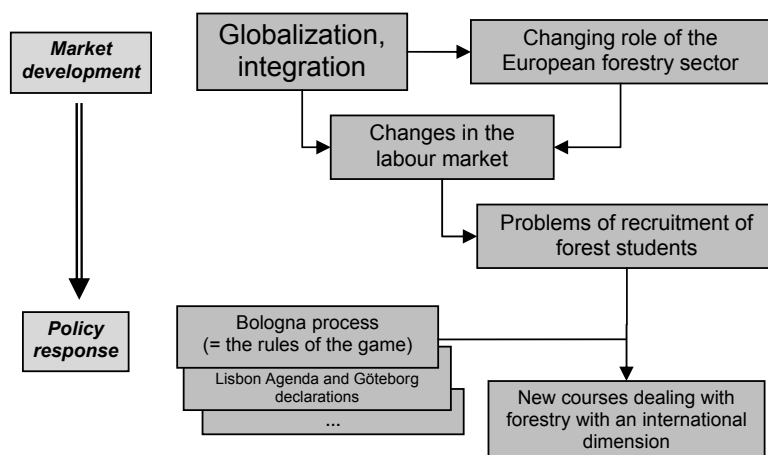 Market
development
Globalization,
integration
Changing role of the
European forestry sector
Changes in the
labour market
Problems of recruitment of
forest students
Policy
response
Bologna process
(= the rules of the game)
Lisbon Agenda and Göteborg
declarations
...
New courses dealing with
forestry with an international
dimension